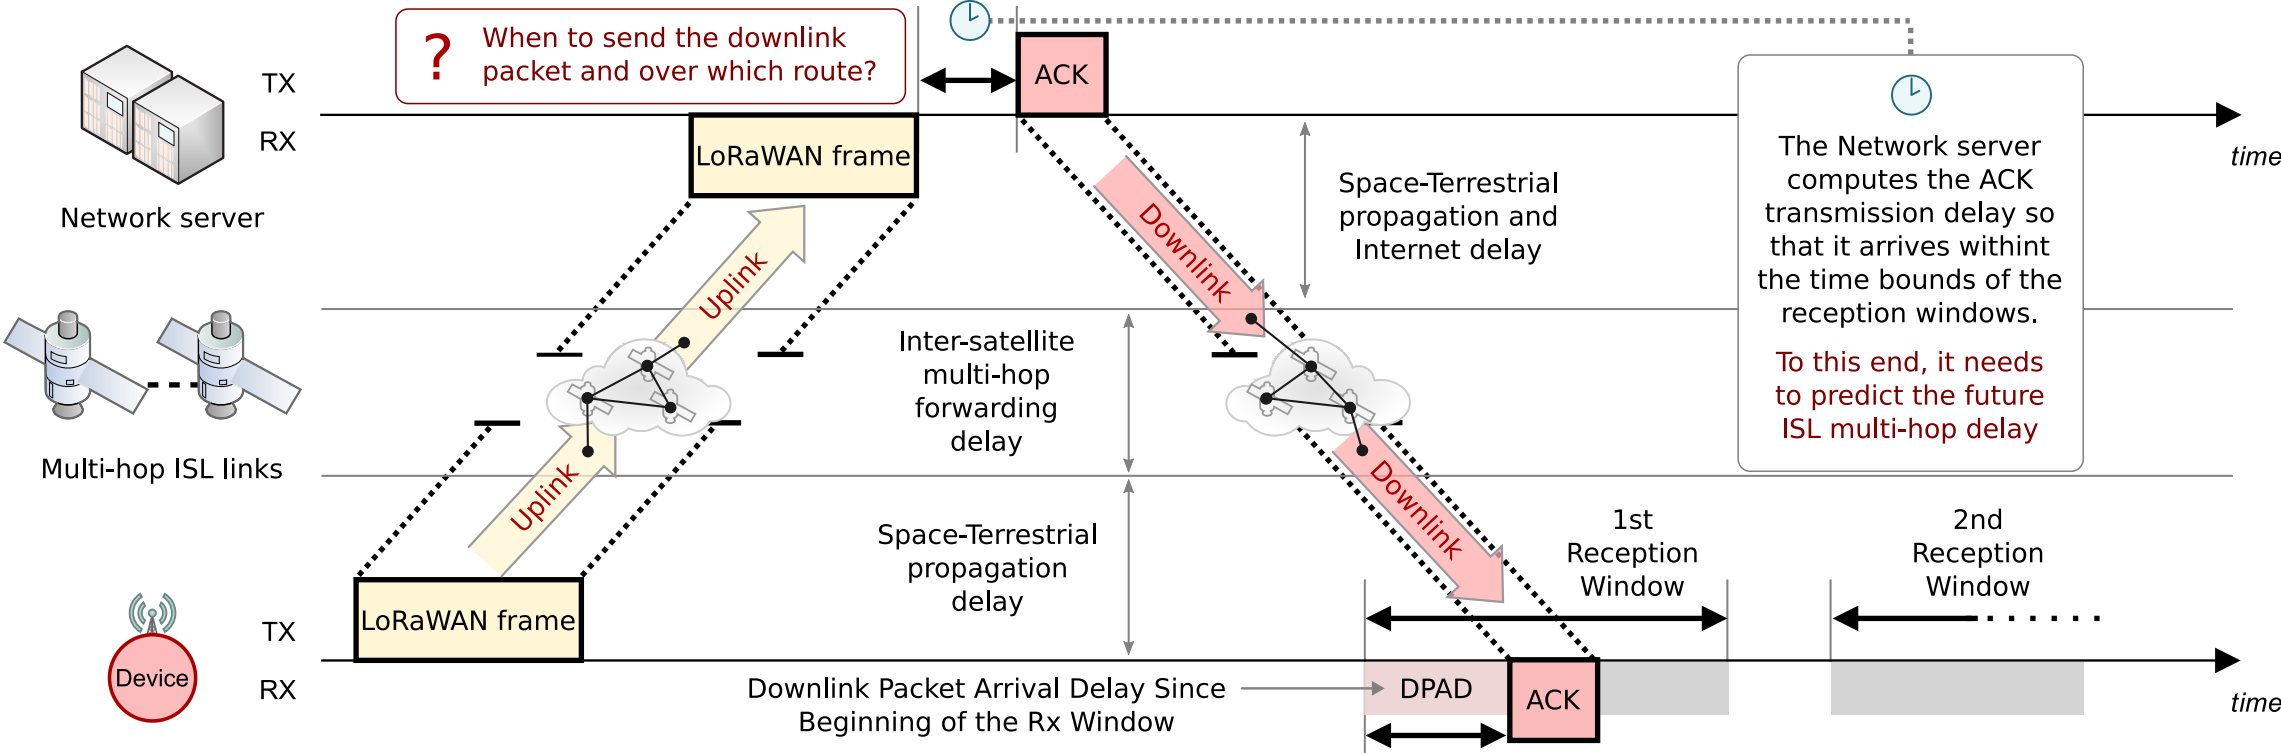 ?
When to send the downlink
packet and over which route?
TX
RX
ACK
LoRaWAN frame
time
Network server
Space-Terrestrial
propagation and
Internet delay
Downlink
Uplink
The Network server
computes the ACK
transmission delay so
that it arrives withint
the time bounds of the
reception windows.
To this end, it needs
to predict the future
ISL multi-hop delay
Inter-satellite
multi-hop
forwarding
delay
Multi-hop ISL links
Uplink
Downlink
Space-Terrestrial
propagation
delay
1st
Reception
Window
2nd
Reception
Window
LoRaWAN frame
TX
RX
Device
Downlink Packet Arrival Delay Since
Beginning of the Rx Window
DPAD
ACK
time